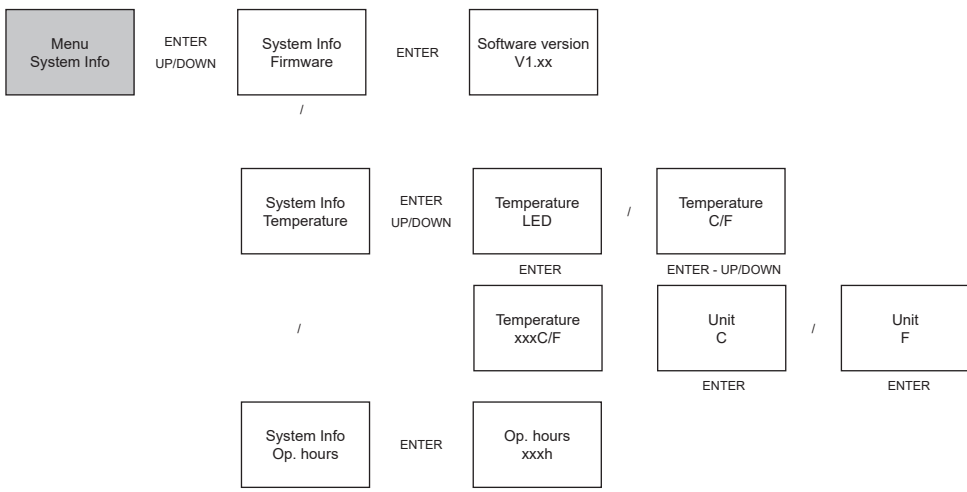 Menu
System Info
ENTER
UP/DOWN
System Info
Firmware
ENTER
Software version
V1.xx
/
System Info
Temperature
ENTER
UP/DOWN
Temperature
LED
/
Temperature
C/F
ENTER
ENTER - UP/DOWN
/
Temperature
xxxC/F
Unit
C
/
Unit
F
ENTER
ENTER
System Info
Op. hours
ENTER
Op. hours
xxxh